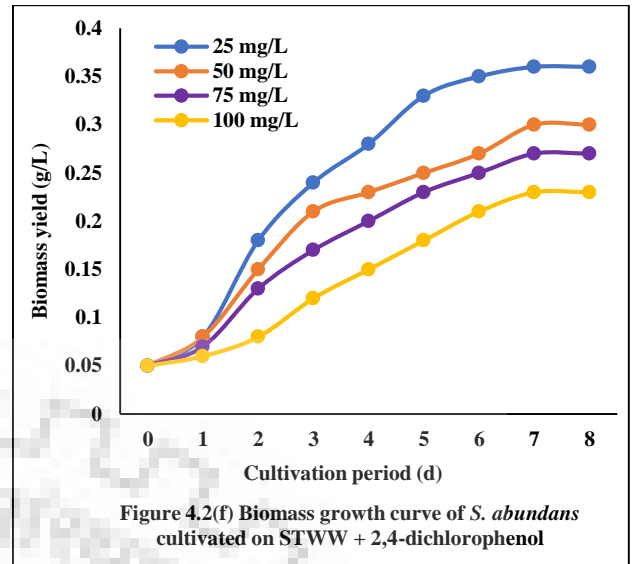 0.4
0.35
0.3
0.25
0.2
0.15
0.1
0.05
0
Biomass yield (g/L)
25 mg/L
50 mg/L
75 mg/L
100 mg/L
0 1 2 3 4 5 6 7 8
Cultivation period (d)
Figure 4.2(f) Biomass growth curve of S. abundans
cultivated on STWW + 2,4-dichlorophenol